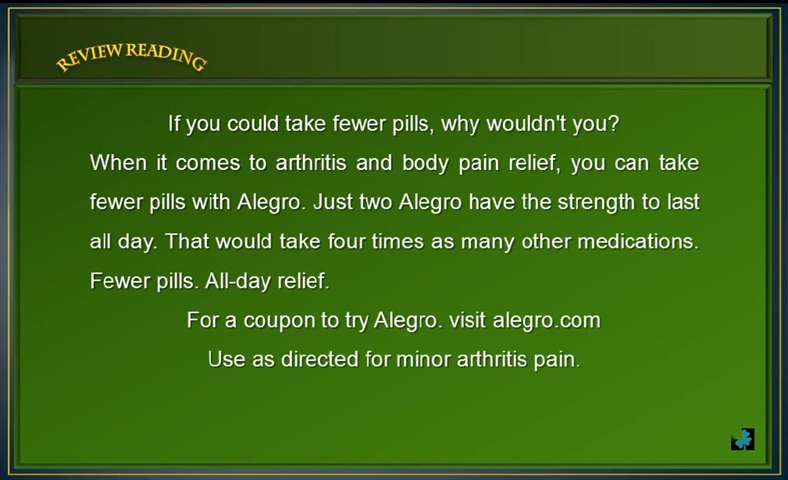 REVIEW READING
If you could take fewer pills, why wouldn't you?
When it comes to arthritis and body pain relief, you can take
fewer pills with Alegro. Just two Alegro have the strength to last
all day. That would take four times as many other medications.
Fewer pills. All-day relief.
For a coupon to try Alegro. visit alegro.com
Use as directed for minor arthritis pain.